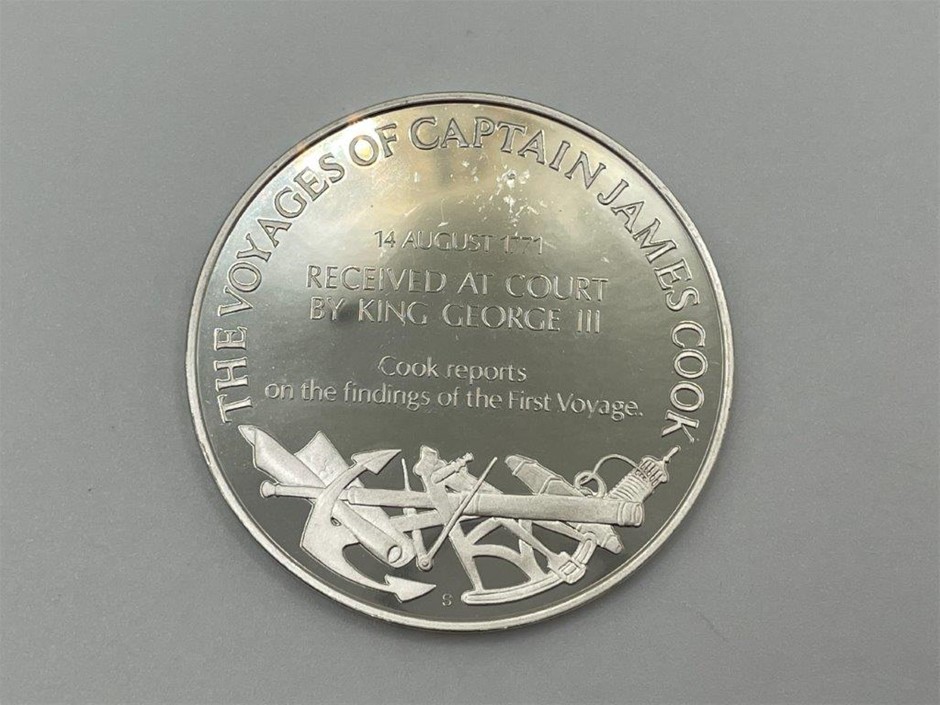 THE VOYAGES OF CAPTAIN JAMES COOK
14 AUGUST 1771
RECEIVED AT COURT
BY KING GEORGE III
Cook reports
on the findings of the First Voyage.
S